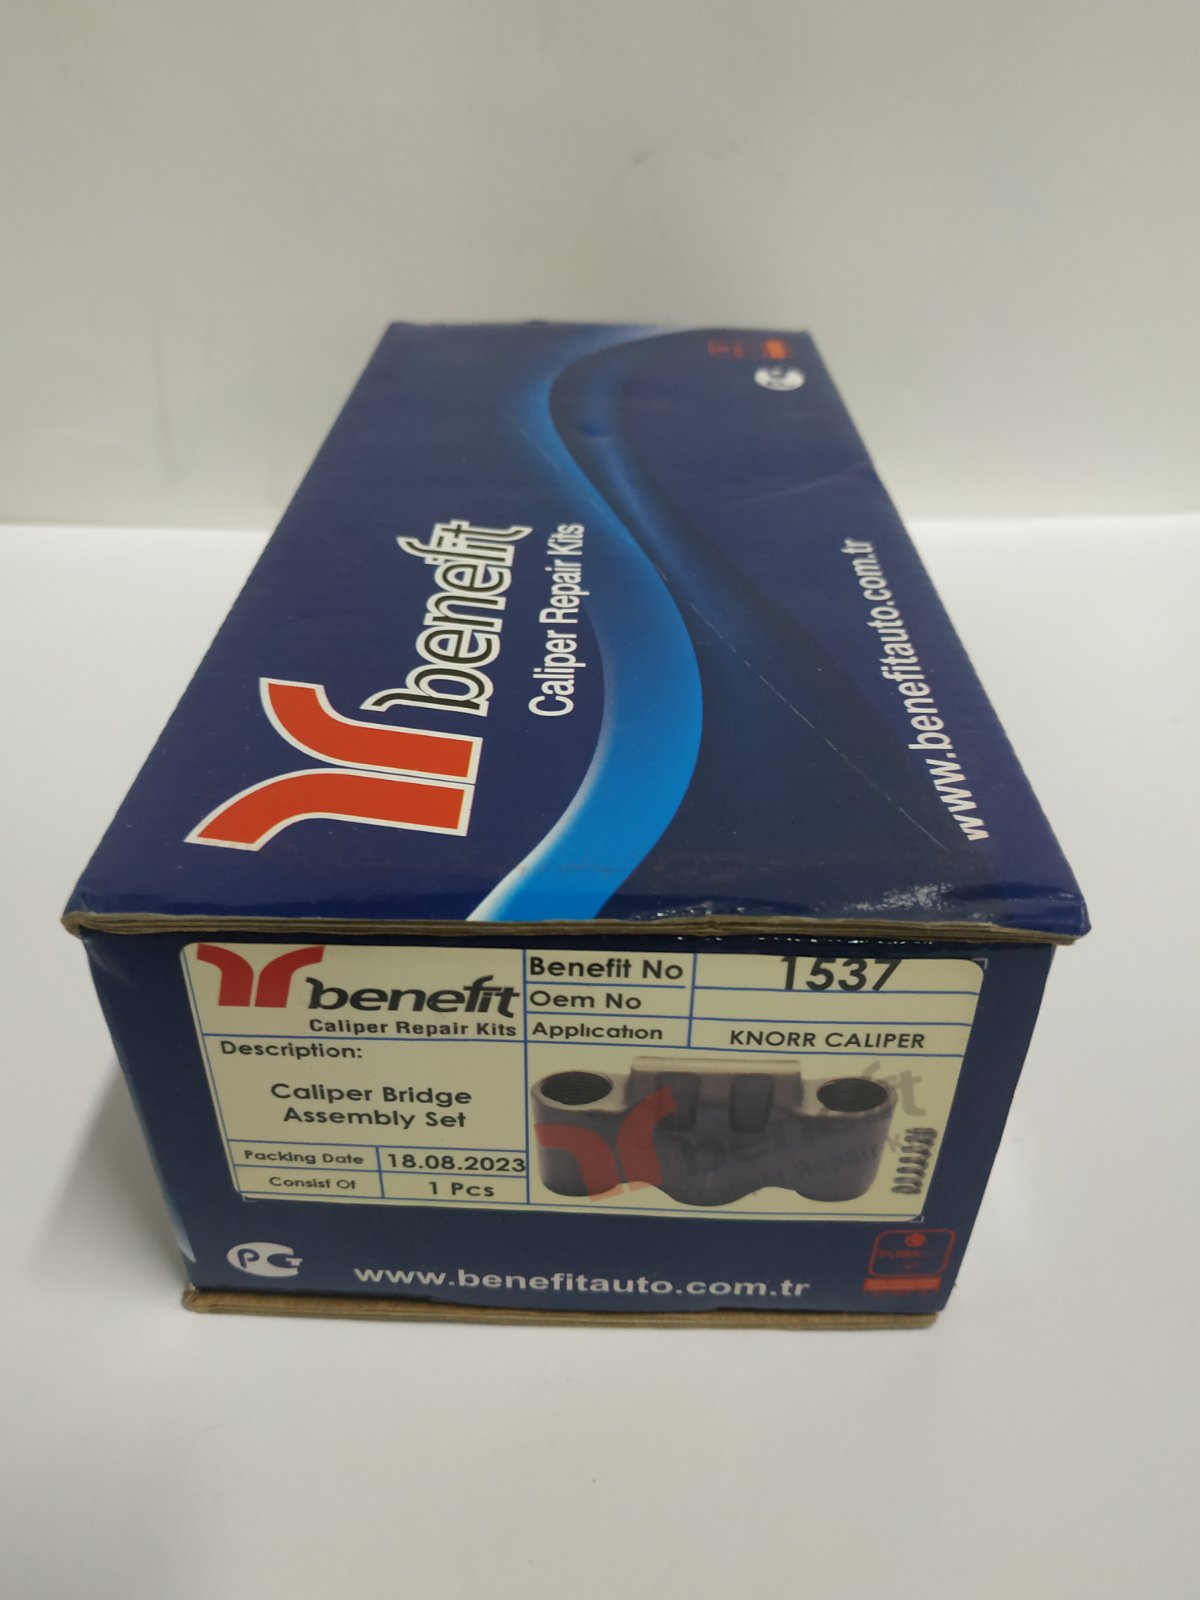 benefit
Caliper Repair Kits
www.benefitauto.com.tr
benefit
Caliper Repair Kits
Benefit No 1537
Oem No
Application KNORR CALIPER
Description:
Caliper Bridge
Assembly Set
Packing Date 18.08.2023
Consist Of 1 Pcs
benefit
www.benefitauto.com.tr